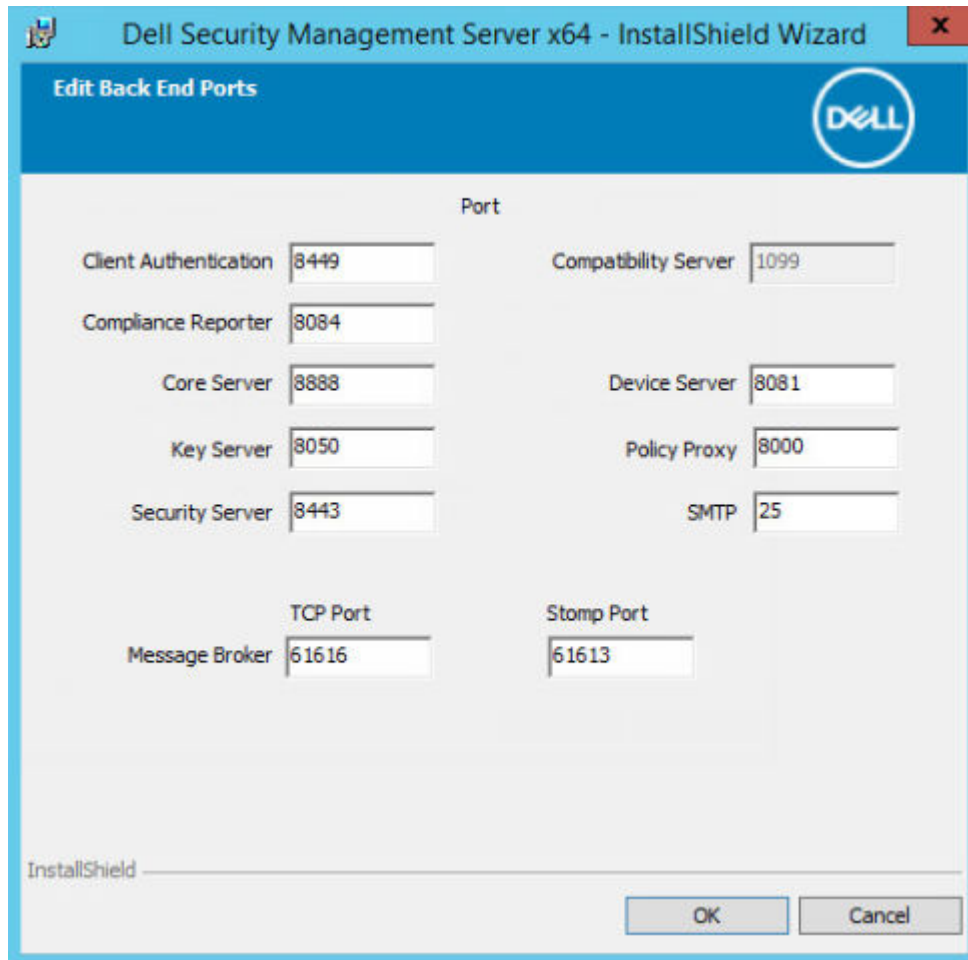 Dell Security Management Server x64 - InstallShield Wizard
x
Edit Back End Ports
DELL
Port
Client Authentication 8449 Compatibility Server 1099
Compliance Reporter 8084
Core Server 8888 Device Server 8081
Key Server 8050 Policy Proxy 8000
Security Server 8443 SMTP 25
TCP Port Stomp Port
Message Broker 61616 61613
InstallShield
OK Cancel